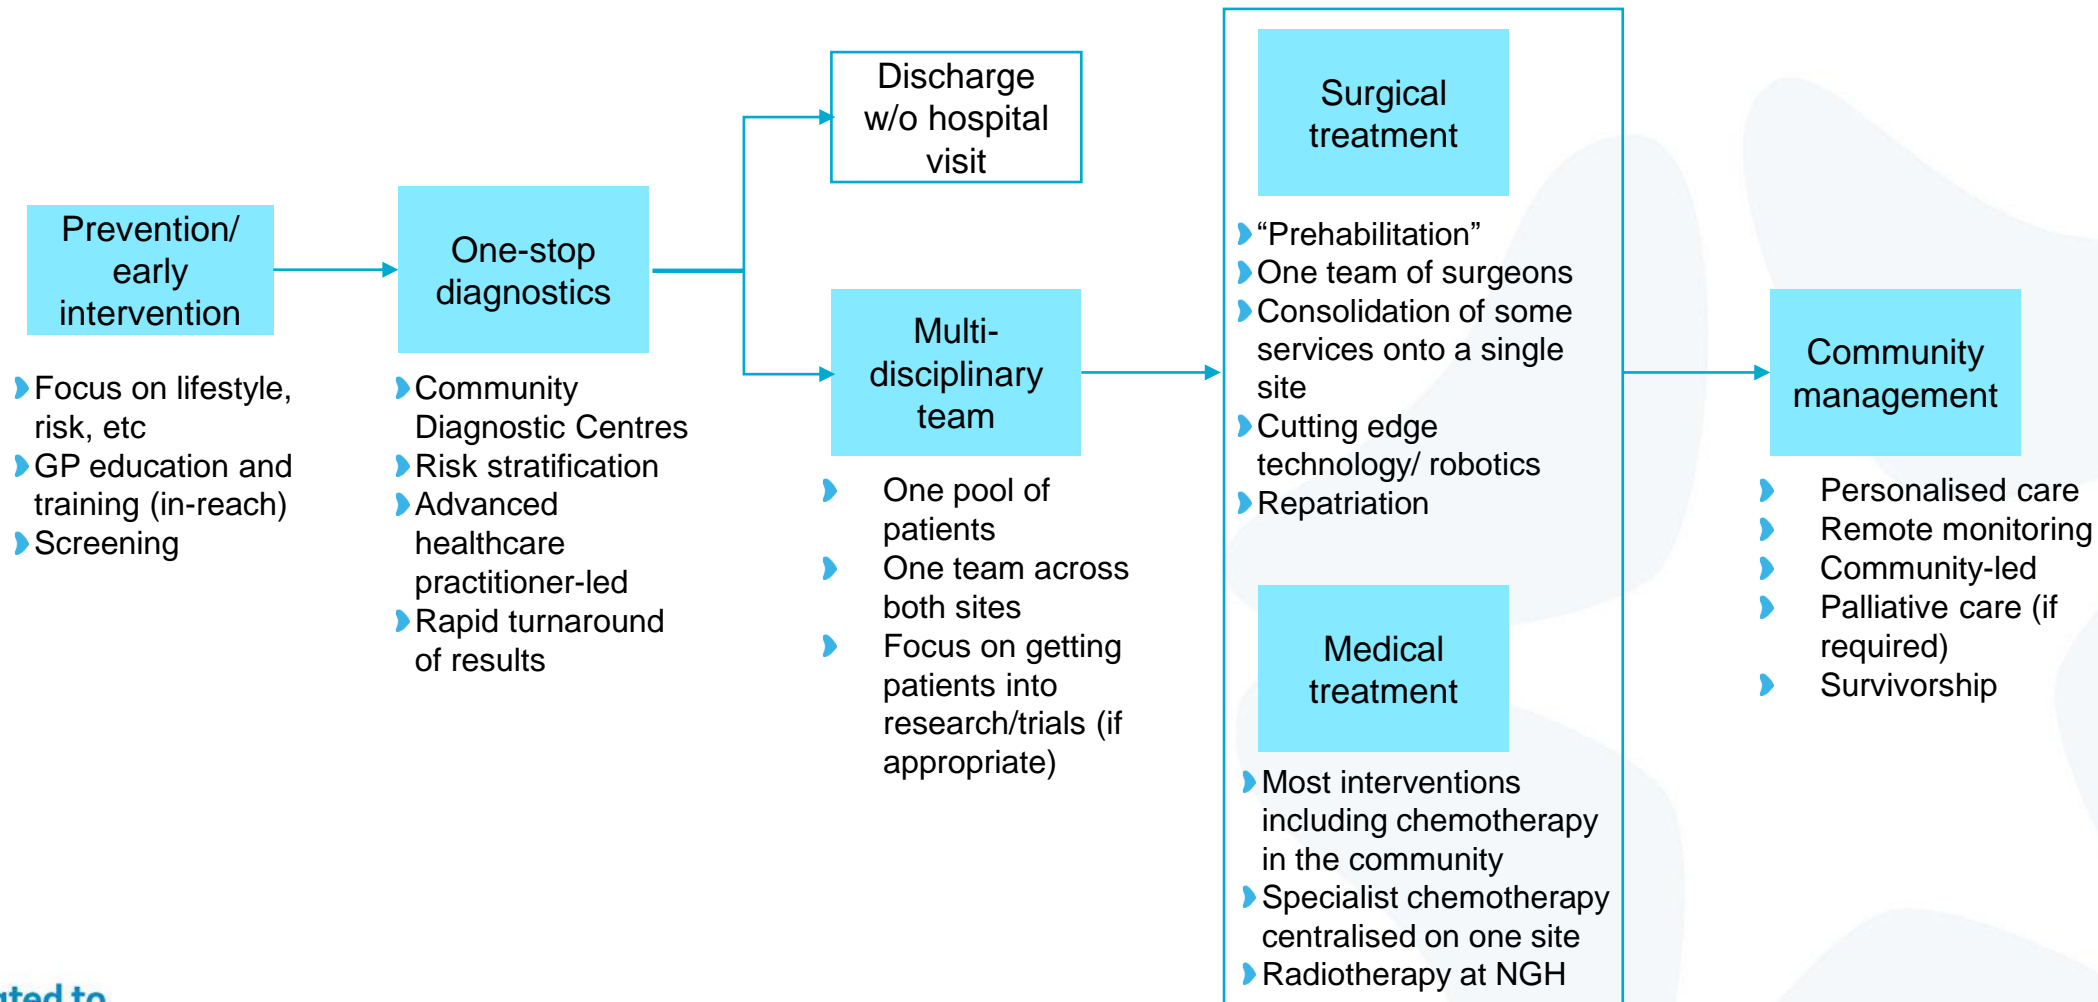 Prevention/
early
intervention
Focus on lifestyle,
risk, etc
GP education and
training (in-reach)
Screening
One-stop
diagnostics
Community
Diagnostic Centres
Risk stratification
Advanced
healthcare
practitioner-led
Rapid turnaround
of results
Discharge
w/o hospital
visit
Multi-
disciplinary
team
One pool of
patients
One team across
both sites
Focus on getting
patients into
research/trials (if
appropriate)
Surgical
treatment
“Prehabilitation”
One team of surgeons
Consolidation of some
services onto a single
site
Cutting edge
technology/ robotics
Repatriation
Medical
treatment
Most interventions
including chemotherapy
in the community
Specialist chemotherapy
centralised on one site
Radiotherapy at NGH
Community
management
Personalised care
Remote monitoring
Community-led
Palliative care (if
required)
Survivorship
to